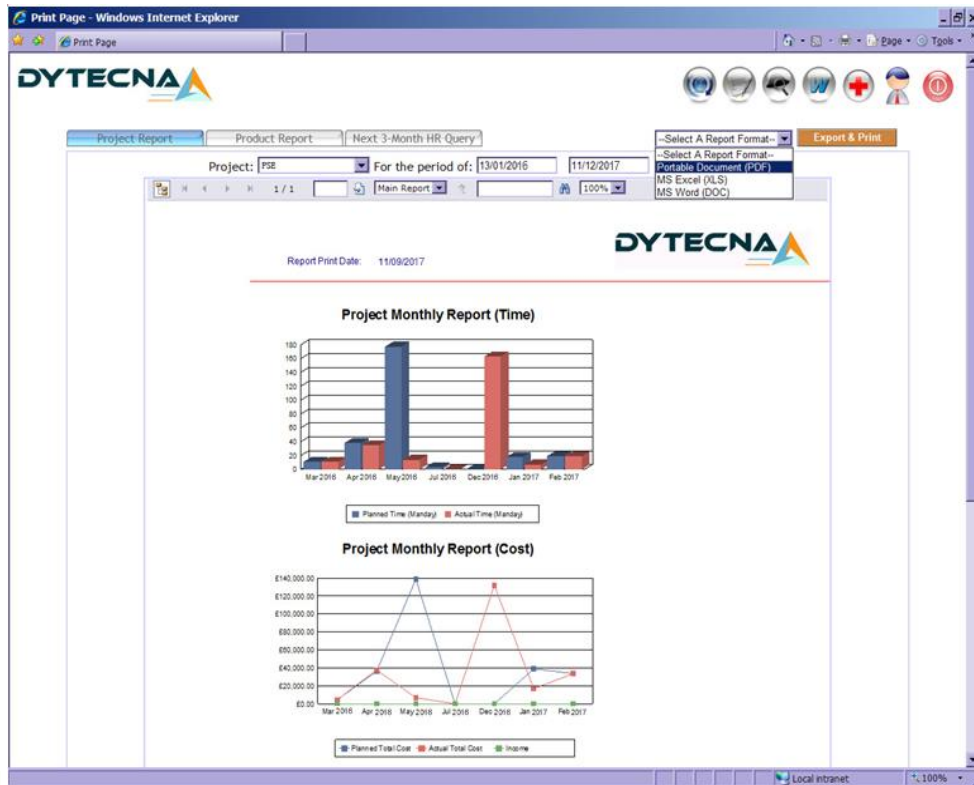 Print Page - Windows Internet Explorer
Print Page
Page
Tools
DYTECNA
W
Project Report
Product Report
Next 3-Month HR Query
--Select A Report Format--
Export & Print
Project: PSE For the period of: 13/01/2016 11/12/2017
--Select A Report Format--
Portable Document (PDF)
MS Excel (XLS)
MS Word (DOC)
1 / 1 Main Report 100%
DYTECNA
Report Print Date: 11/09/2017
Project Monthly Report (Time)
180
160
140
120
100
80
60
40
20
0
Mar 2016 Apr 2016 May 2016 Jul 2016 Dec 2016 Jan 2017 Feb 2017
Planned Time (Manday) Actual Time (Manday)
Project Monthly Report (Cost)
£140,000.00
£120,000.00
£100,000.00
£80,000.00
£60,000.00
£40,000.00
£20,000.00
£0.00
Mar 2016 Apr 2016 May 2016 Jul 2016 Dec 2016 Jan 2017 Feb 2017
Planned Total Cost Actual Total Cost Income
Local intranet 100%